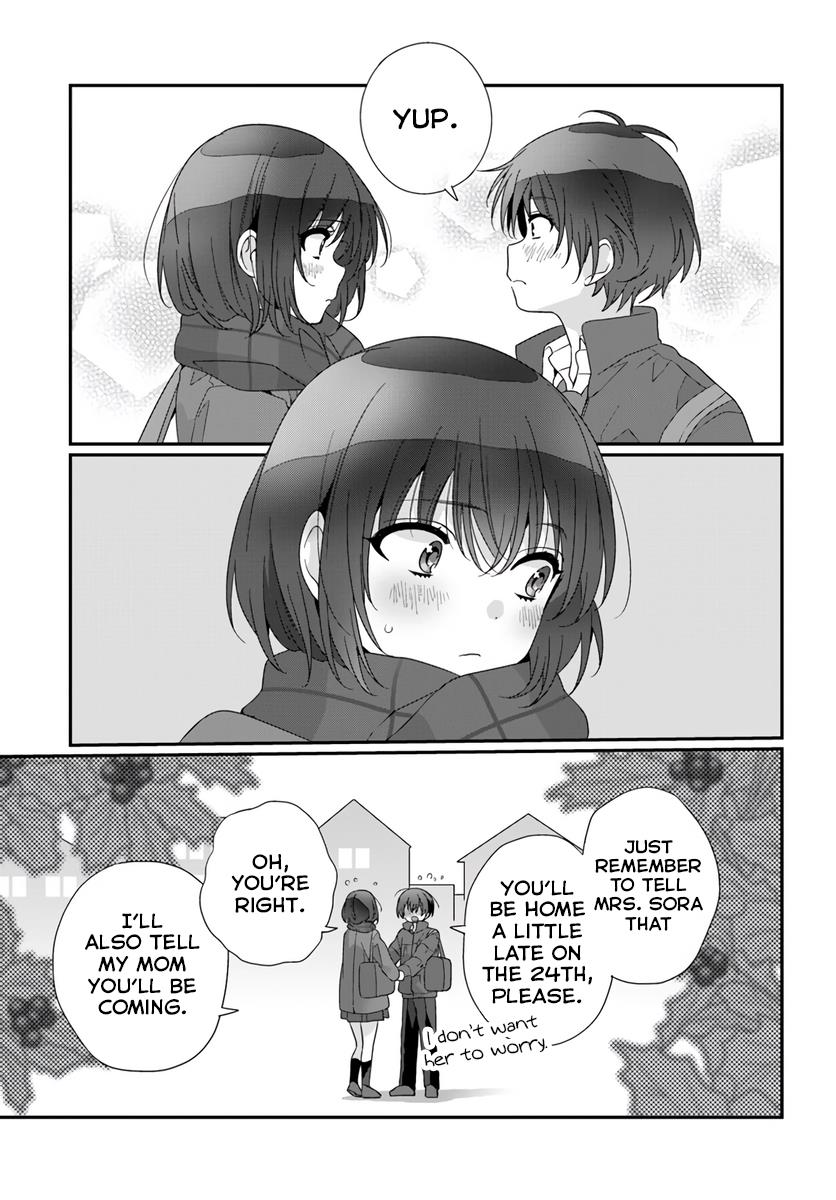 YUP.
JUST
REMEMBER
TO TELL
MRS. SORA
THAT
YOU'LL
BE HOME
A LITTLE
LATE ON
THE 24TH,
PLEASE.
I don't want
her to worry.
OH,
YOU'RE
RIGHT.
I'LL
ALSO TELL
MY MOM
YOU'LL BE
COMING.